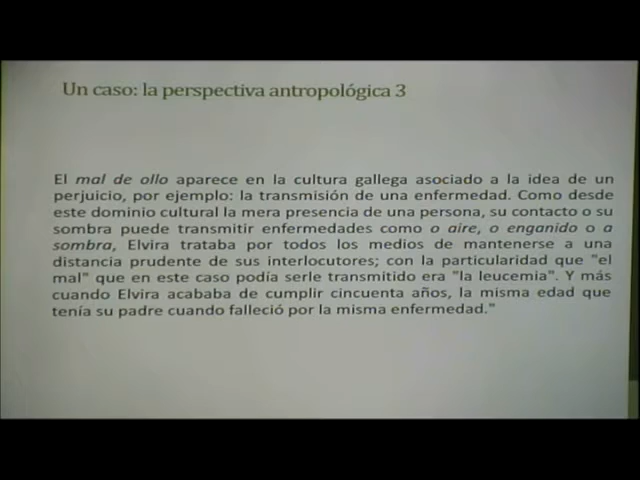 Un caso: la perspectiva antropológica 3
El mal de ollo aparece en la cultura gallega asociado a la idea de un
perjuicio, por ejemplo: la transmisión de una enfermedad. Como desde
este dominio cultural la mera presencia de una persona, su contacto o su
sombra puede transmitir enfermedades como o aire, o enganido o a
sombra, Elvira trataba por todos los medios de mantenerse a una
distancia prudente de sus interlocutores; con la particularidad que "el
mal" que en este caso podía serle transmitido era "la leucemia". Y más
cuando Elvira acababa de cumplir cincuenta años, la misma edad que
tenía su padre cuando falleció por la misma enfermedad."